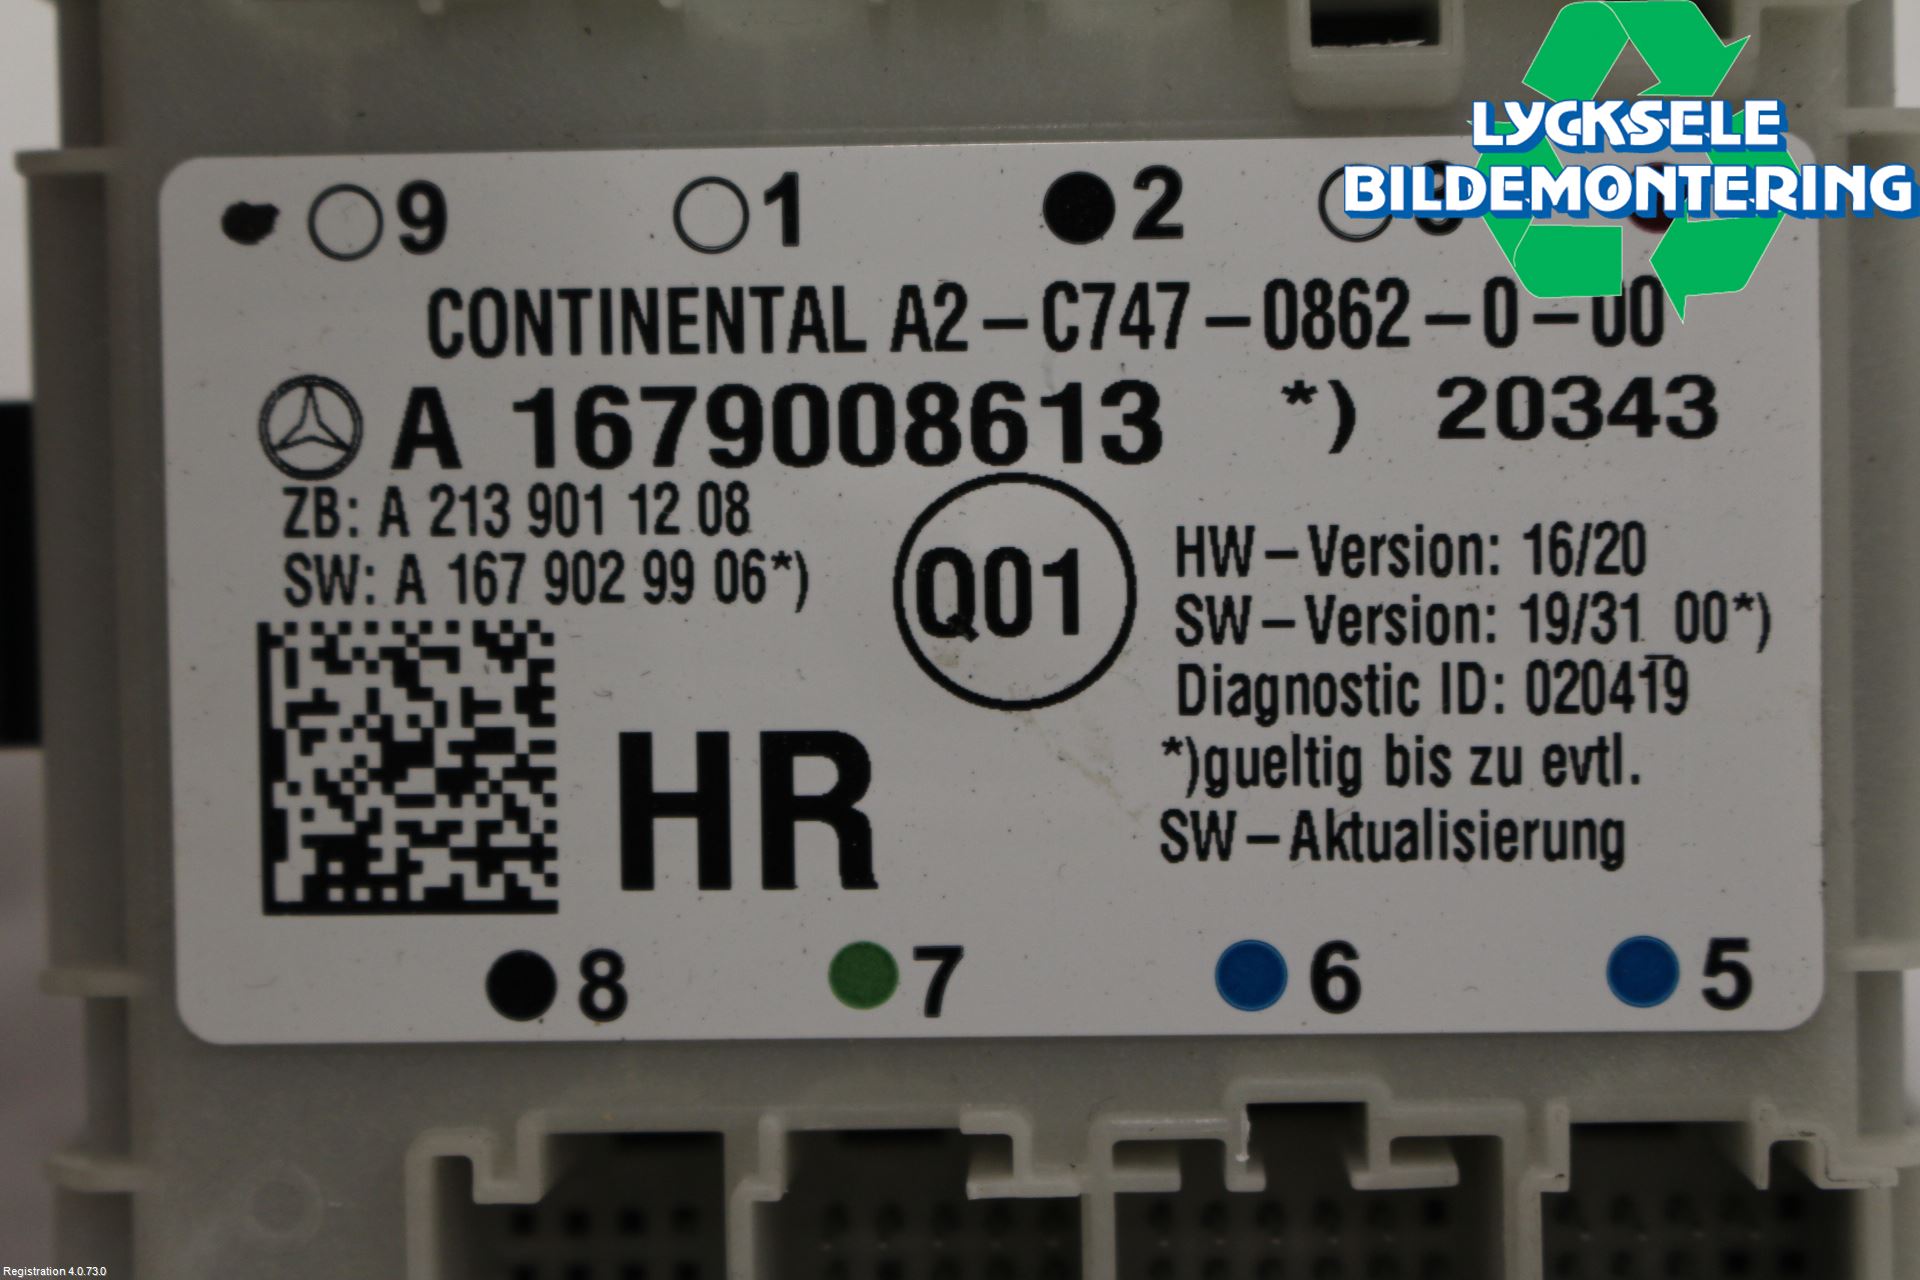 LYCKSELE
BILDEMONTERING
9 1 2 3
CONTINENTAL A2-C747-0862-0-00
A 1679008613 *) 20343
ZB: A 213 901 12 08
SW: A 167 902 99 06*)
Q01
HW-Version: 16/20
SW-Version: 19/31_00*)
Diagnostic ID: 020419
*)gueltig bis zu evtl.
SW-Aktualisierung
HR
8 7 6 5
Registration 4.0.73.0